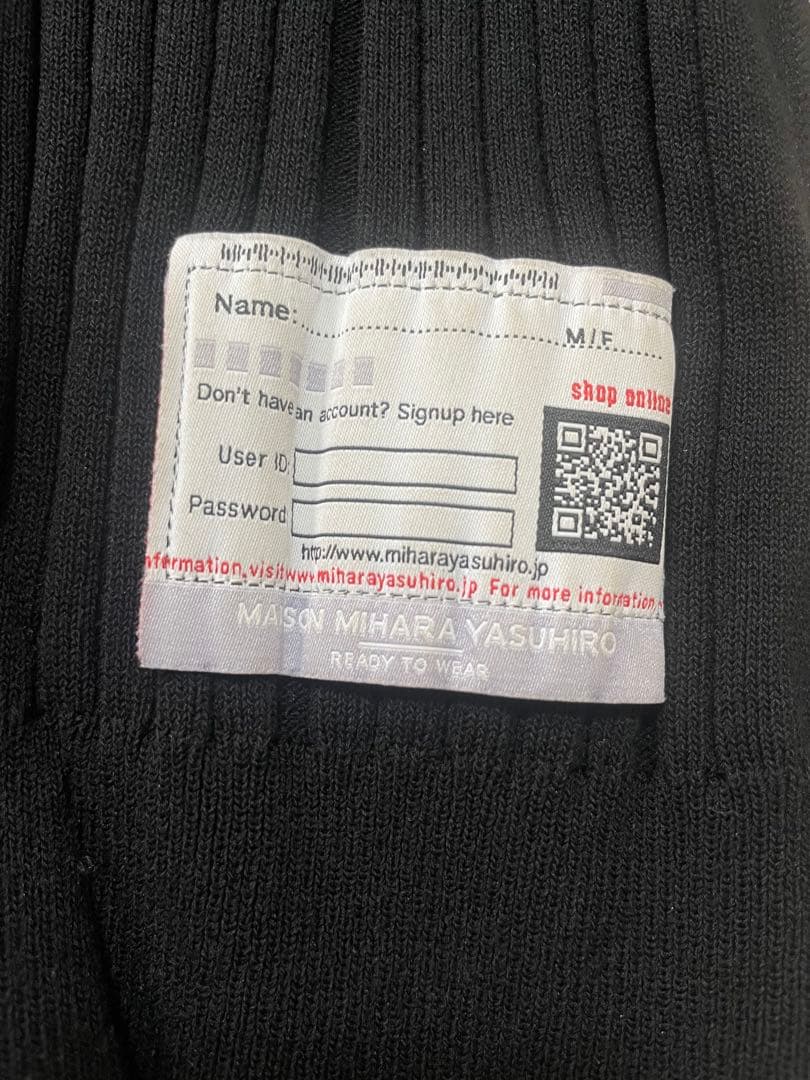 Name:
M/F
shop online
Don't have an account? Signup here
User ID
Password
http://www.miharayasuhiro.jp
nformation, visit www.miharayasuhiro.jp For more information,
MAISON MIHARA YASUHIRO
READY TO WEAR